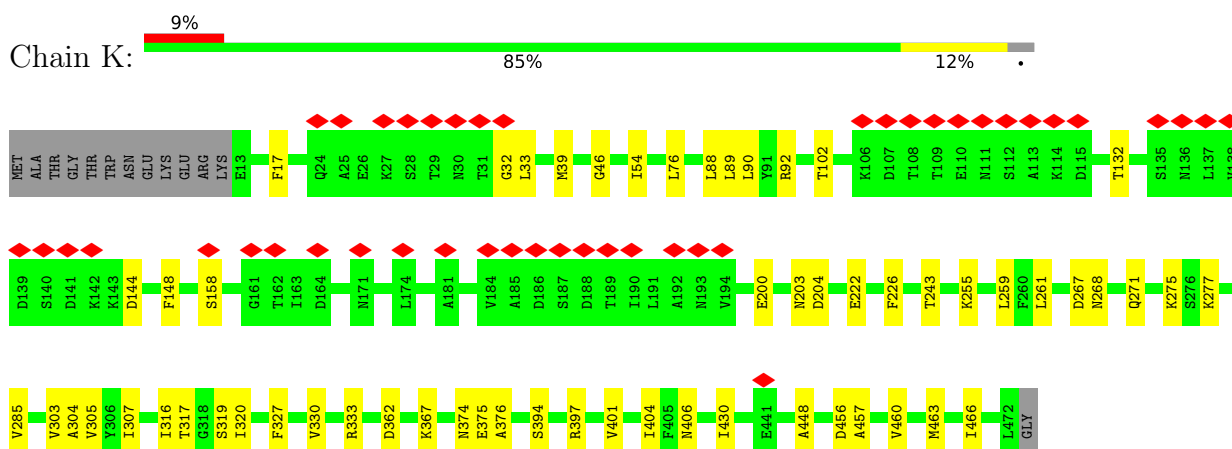 9%
Chain K:
85% 12% •
MET ALA THR GLY THR TRP ASN GLU LYS GLU ARG LYS E13 F17 Q24 A25 E26 K27 S28 T29 N30 T31 G32 L33 M39 G46 I54 L76 L88 L89 L90 Y91 R92 T102 K106 D107 T108 T109 E110 N111 S112 A113 K114 D115 T132 S135 N136 L137 V138
D139 S140 D141 K142 K143 D144 F148 S158 G161 T162 I163 D164 N171 L174 A181 V184 A185 D186 S187 D188 T189 I190 L191 A192 N193 V194 E200 N203 D204 E222 F226 T243 K255 L259 F260 L261 D267 N268 Q271 K275 S276 K277
V285 V303 A304 V305 Y306 I307 I316 T317 G318 S319 I320 F327 V330 R333 D362 K367 N374 E375 A376 S394 R397 V401 I404 F405 N406 I430 E441 A448 D456 A457 V460 M463 I466 L472 GLY